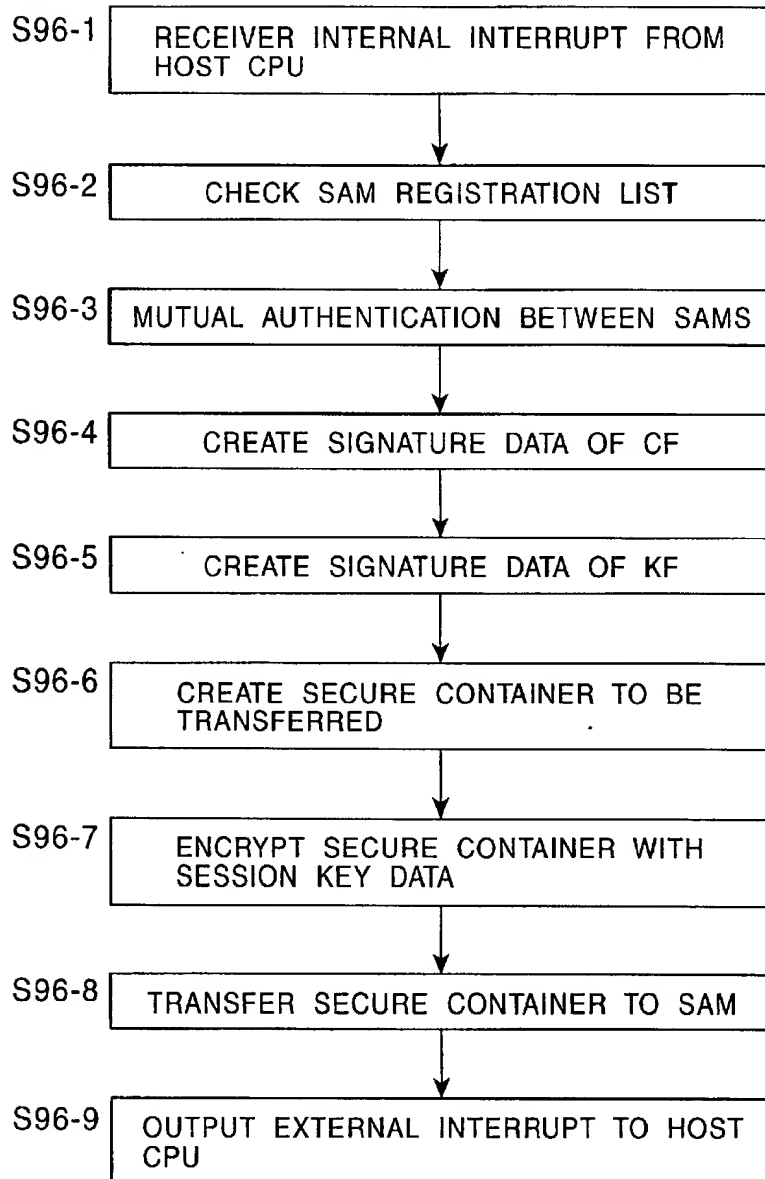 S96-1
RECEIVER INTERNAL INTERRUPT FROM
HOST CPU
S96-2
CHECK SAM REGISTRATION LIST
S96-3
MUTUAL AUTHENTICATION BETWEEN SAMS
S96-4
CREATE SIGNATURE DATA OF CF
S96-5
CREATE SIGNATURE DATA OF KF
S96-6
CREATE SECURE CONTAINER TO BE
TRANSFERRED
S96-7
ENCRYPT SECURE CONTAINER WITH
SESSION KEY DATA
S96-8
TRANSFER SECURE CONTAINER TO SAM
S96-9
OUTPUT EXTERNAL INTERRUPT TO HOST
CPU